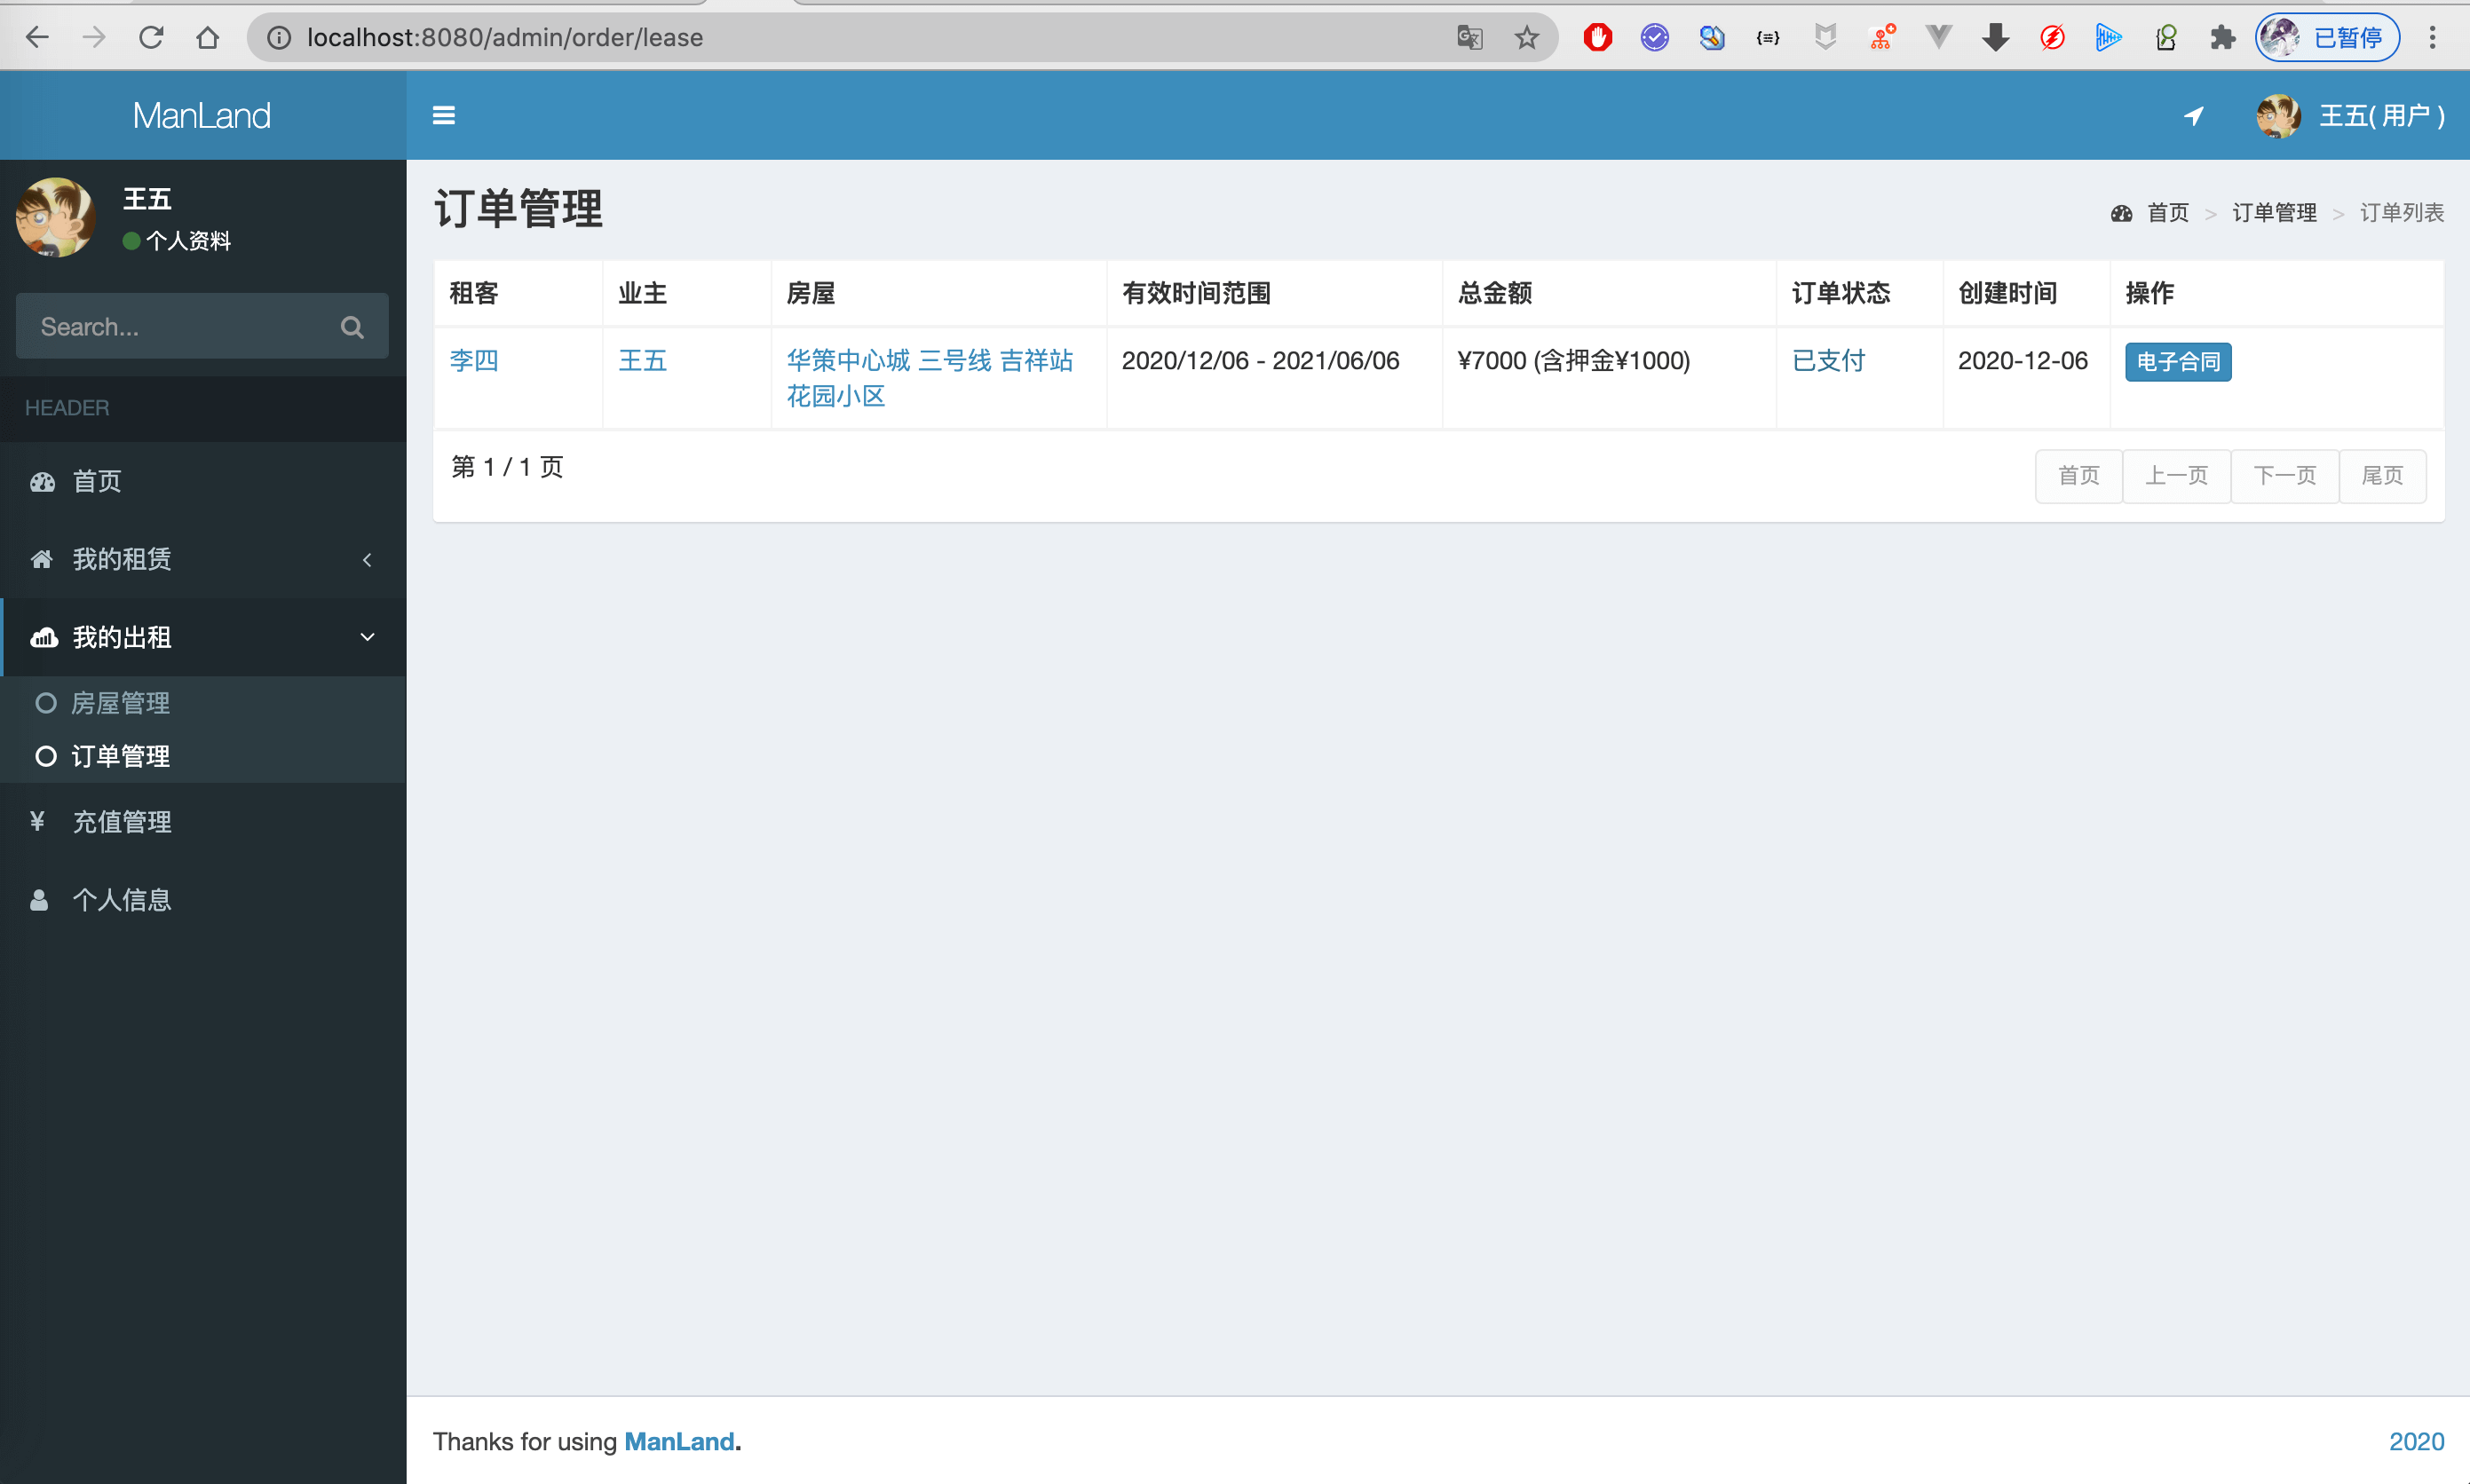 localhost:8080/admin/order/lease
已暂停
ManLand
王五( 用户 )
王五
个人资料
Search...
HEADER
首页
我的租赁
我的出租
房屋管理
订单管理
¥ 充值管理
个人信息
订单管理
首页 > 订单管理 > 订单列表
租客 业主 房屋 有效时间范围 总金额 订单状态 创建时间 操作
李四 王五 华策中心城 三号线 吉祥站 2020/12/06 - 2021/06/06 ¥7000 (含押金¥1000) 已支付 2020-12-06 电子合同
花园小区
第 1 / 1 页
首页 上一页 下一页 尾页
Thanks for using ManLand.
2020